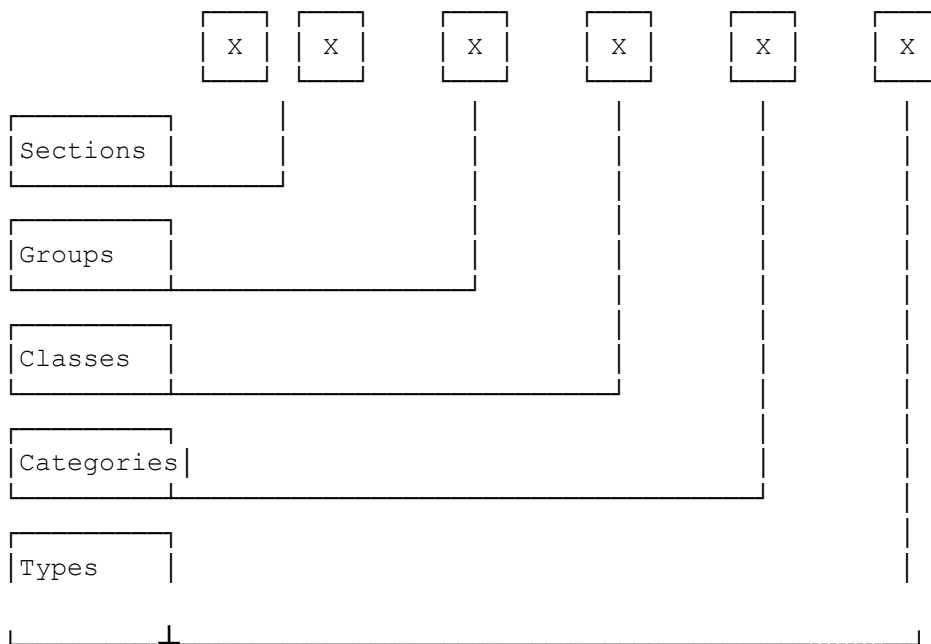 X X X X X X
Sections
Groups
Classes
Categories
Types